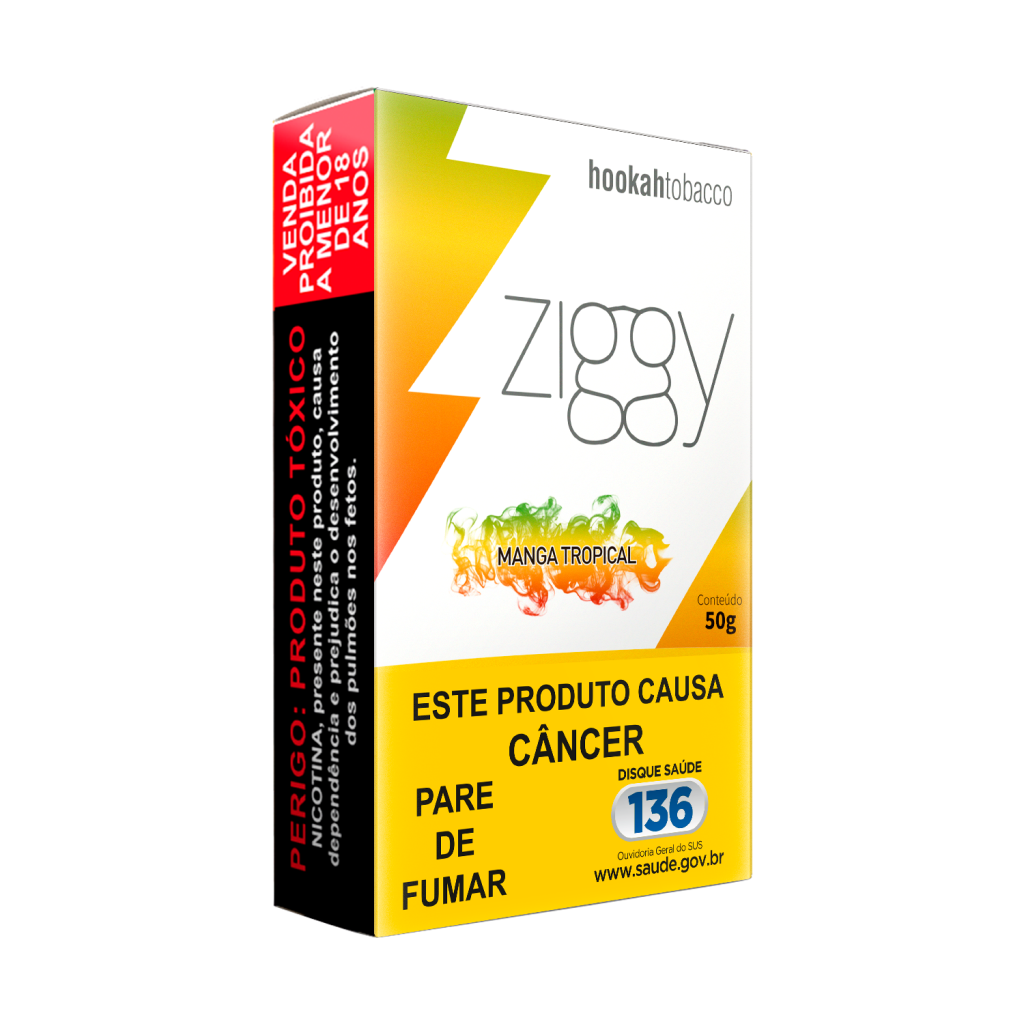 VENDA
PROIBIDA
A MENOR
DE 18
ANOS
PERIGO: PRODUTO TÓXICO
NICOTINA, presente neste produto, causa
dependência e prejudica o desenvolvimento
dos pulmões nos fetos.
hookahtobacco
ziggy
MANGA TROPICAL
Conteúdo
50g
ESTE PRODUTO CAUSA
CÂNCER
PARE
DE
FUMAR
DISQUE SAÚDE
136
Ouvidoria Geral do SUS
www.saude.gov.br